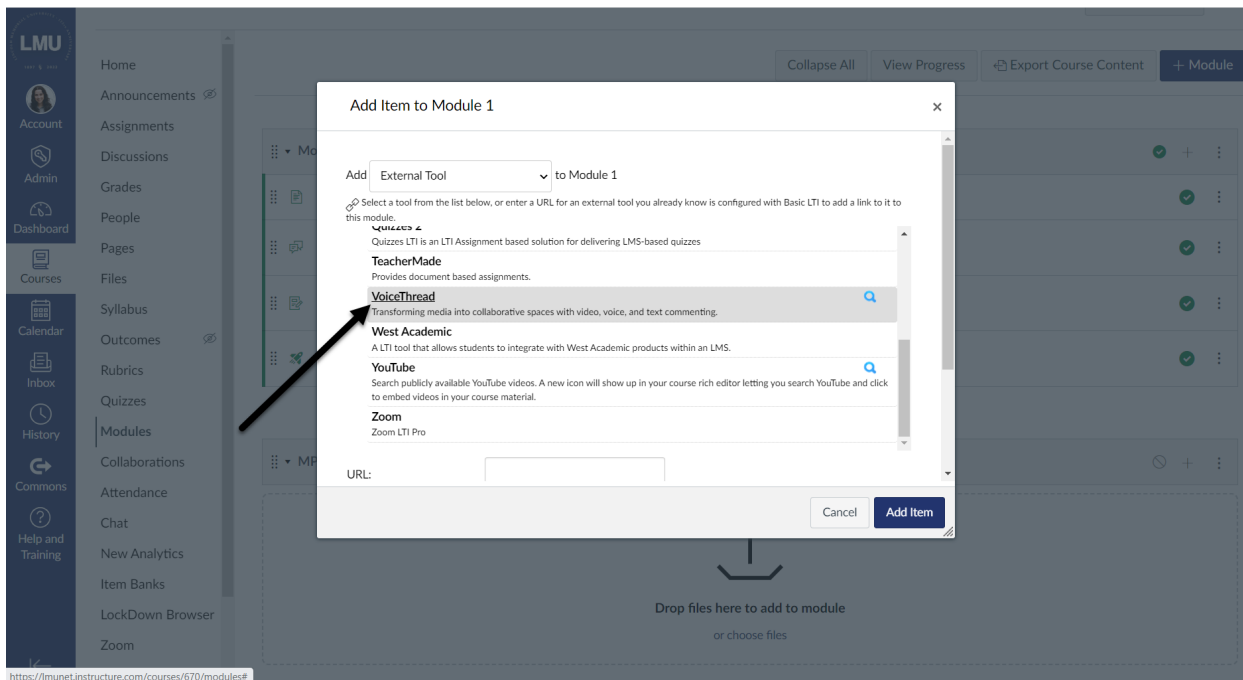 LMU
Account
Admin
Dashboard
Courses
Calendar
Inbox
History
Commons
Help and
Training
Home
Announcements
Assignments
Discussions
Grades
People
Pages
Files
Syllabus
Outcomes
Rubrics
Quizzes
Modules
Collaborations
Attendance
Chat
New Analytics
Item Banks
LockDown Browser
Zoom
Collapse All View Progress Export Course Content + Module
Mo
Add Item to Module 1
Add External Tool to Module 1
Select a tool from the list below, or enter a URL for an external tool you already know is configured with Basic LTI to add a link to it to
this module.
Quizzes 2
Quizzes LTI is an LTI Assignment based solution for delivering LMS-based quizzes
TeacherMade
Provides document based assignments.
VoiceThread
Transforming media into collaborative spaces with video, voice, and text commenting.
West Academic
A LTI tool that allows students to integrate with West Academic products within an LMS.
YouTube
Search publicly available YouTube videos. A new icon will show up in your course rich editor letting you search YouTube and click
to embed videos in your course material.
Zoom
Zoom LTI Pro
URL:
Cancel Add Item
MP
Drop files here to add to module
or choose files
https://lmunet.instructure.com/courses/670/modules#